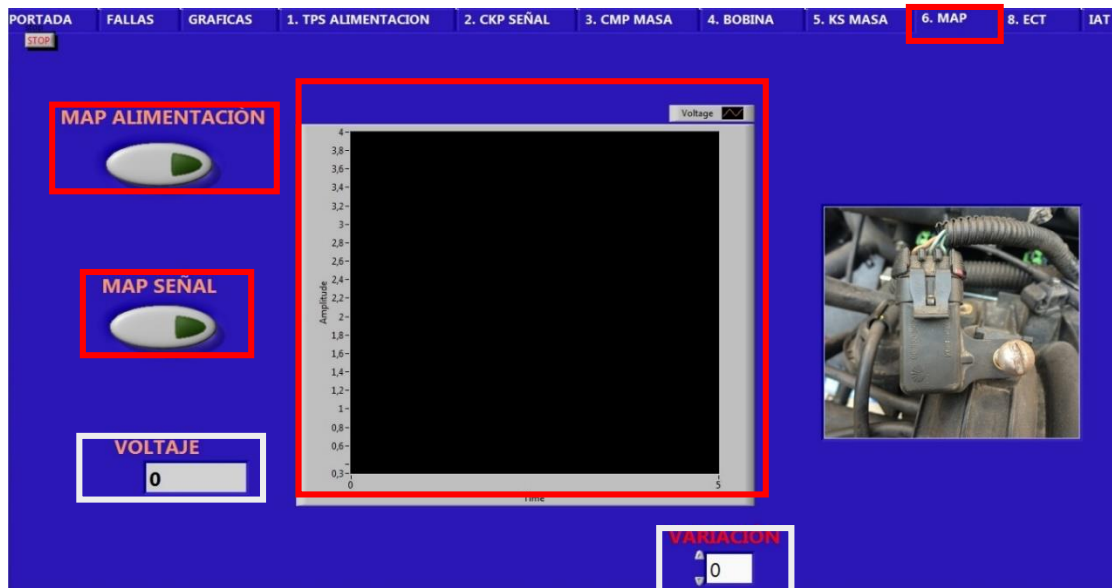 PORTADA FALLAS GRAFICAS 1. TPS ALIMENTACION 2. CKP SEÑAL 3. CMP MASA 4. BOBINA 5. KS MASA 6. MAP 8. ECT IAT
STOP
MAP ALIMENTACIÓN
Voltage
4
3,8
3,6
3,4
3,2
3
2,8
2,6
2,4
2,2
2
1,8
1,6
1,4
1,2
1
0,8
0,6
0,3
Amplitude
0 5
Time
MAP SEÑAL
VOLTAJE
0
VARIACION
0